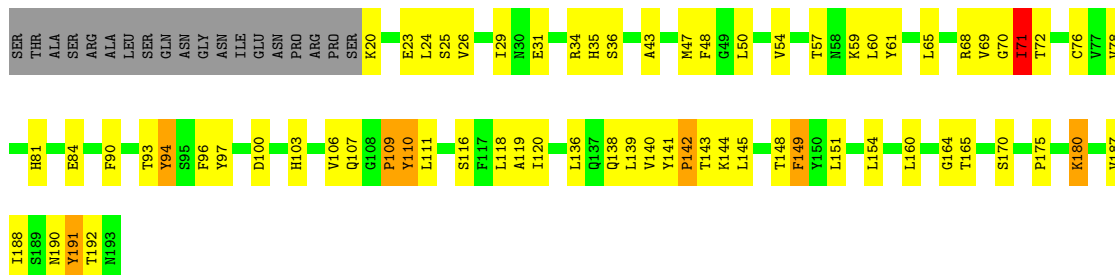 SER THR ALA SER ARG ALA LEU SER GLN ASN GLY ASN ILE GLU ASN PRO ARG PRO SER K20 E23 L24 S25 V26 I29 N30 E31 R34 H35 S36 A43 M47 F48 G49 L50 V54 T57 N58 K59 L60 Y61 L65 R68 V69 G70 I71 T72 C76 V77
H81 E84 F90 T93 Y94 S95 F96 Y97 D100 H103 V106 Q107 G108 P109 Y110 L111 S116 F117 L118 A119 I120 L136 Q137 Q138 L139 V140 Y141 P142 T143 K144 L145 T148 F149 Y150 L151 L154 L160 G164 T165 S170 P175 K180
I188 S189 N190 Y191 T192 N193